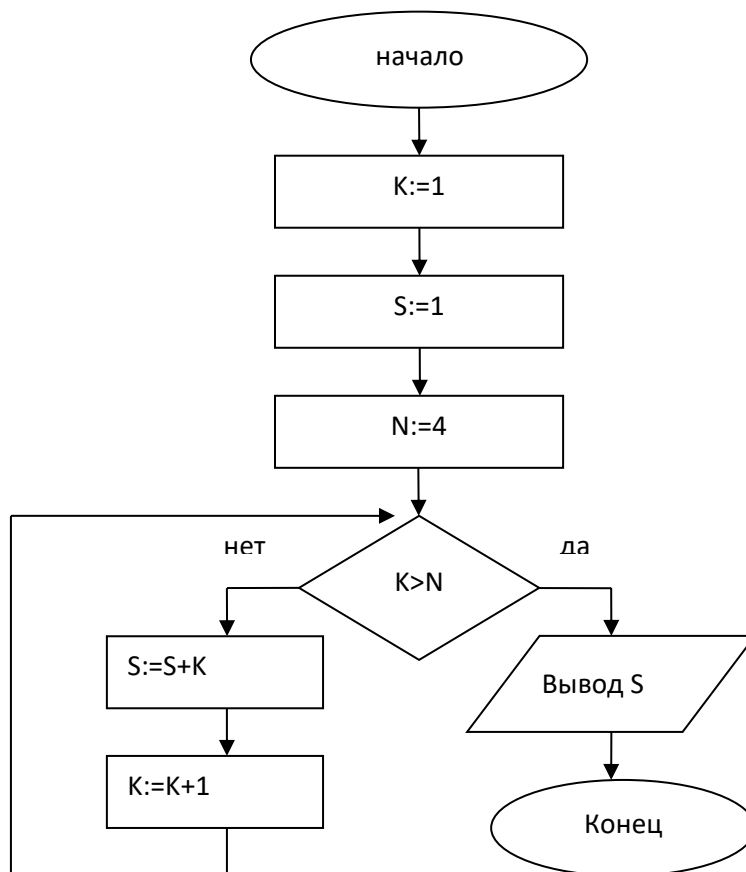 начало
K:=1
S:=1
N:=4
нет
да
K>N
S:=S+K
Вывод S
K:=K+1
Конец